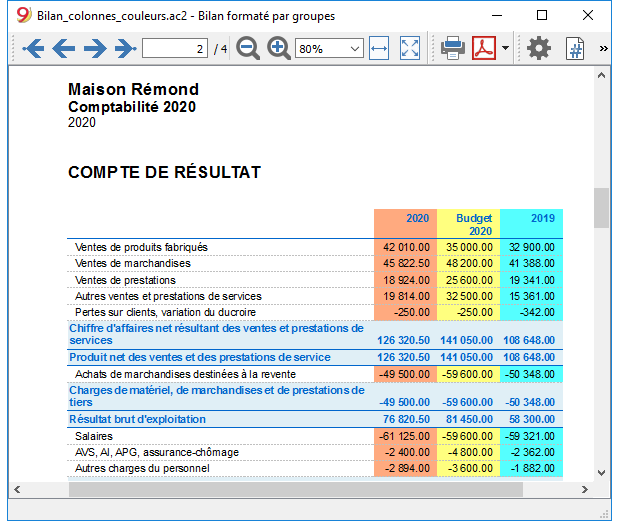 Bilan_colonnes_couleurs.ac2 - Bilan formaté par groupes
2 / 4 80% »
Maison Rémond
Comptabilité 2020
2020
COMPTE DE RÉSULTAT
2020 Budget 2020 2019
Ventes de produits fabriqués 42 010.00 35 000.00 32 900.00
Ventes de marchandises 45 822.50 48 200.00 41 388.00
Ventes de prestations 18 924.00 25 600.00 19 341.00
Autres ventes et prestations de services 19 814.00 32 500.00 15 361.00
Pertes sur clients, variation du ducroire -250.00 -250.00 -342.00
Chiffre d'affaires net résultant des ventes et prestations de
services 126 320.50 141 050.00 108 648.00
Produit net des ventes et des prestations de service 126 320.50 141 050.00 108 648.00
Achats de marchandises destinées à la revente -49 500.00 -59 600.00 -50 348.00
Charges de matériel, de marchandises et de prestations de
tiers -49 500.00 -59 600.00 -50 348.00
Résultat brut d'exploitation 76 820.50 81 450.00 58 300.00
Salaires -61 125.00 -59 600.00 -59 321.00
AVS, AI, APG, assurance-chômage -2 400.00 -4 800.00 -2 362.00
Autres charges du personnel -2 894.00 -3 600.00 -1 882.00